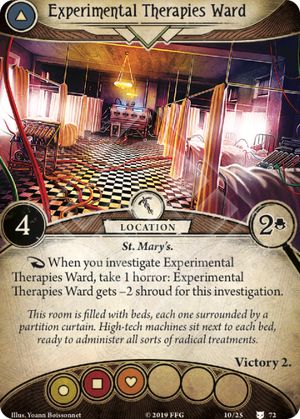 Experimental Therapies Ward
4
LOCATION
2
St. Mary's.
When you investigate Experimental
Therapies Ward, take 1 horror: Experimental
Therapies Ward gets –2 shroud for this investigation.
This room is filled with beds, each one surrounded by a
partition curtain. High-tech machines sit next to each bed,
ready to administer all sorts of radical treatments.
Victory 2.
Illus. Yoann Boissonnet
© 2019 FFG
10/25
72